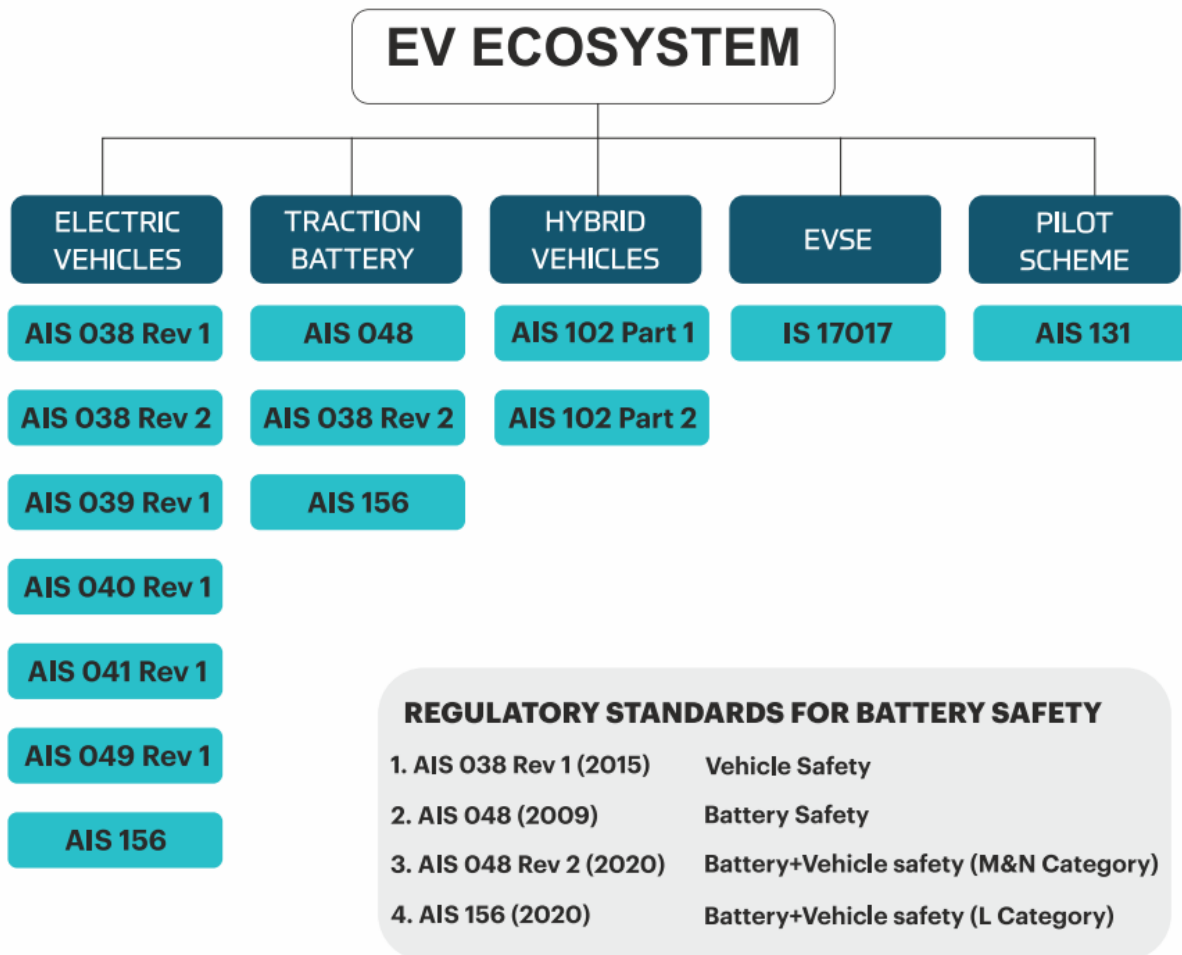 EV ECOSYSTEM
ELECTRIC
VEHICLES
AIS 038 Rev 1
AIS 038 Rev 2
AIS 039 Rev 1
AIS 040 Rev 1
AIS 041 Rev 1
AIS 049 Rev 1
AIS 156
TRACTION
BATTERY
AIS 048
AIS 038 Rev 2
AIS 156
HYBRID
VEHICLES
AIS 102 Part 1
AIS 102 Part 2
EVSE
IS 17017
PILOT
SCHEME
AIS 131
REGULATORY STANDARDS FOR BATTERY SAFETY
1. AIS 038 Rev 1 (2015) Vehicle Safety
2. AIS 048 (2009) Battery Safety
3. AIS 048 Rev 2 (2020) Battery+Vehicle safety (M&N Category)
4. AIS 156 (2020) Battery+Vehicle safety (L Category)